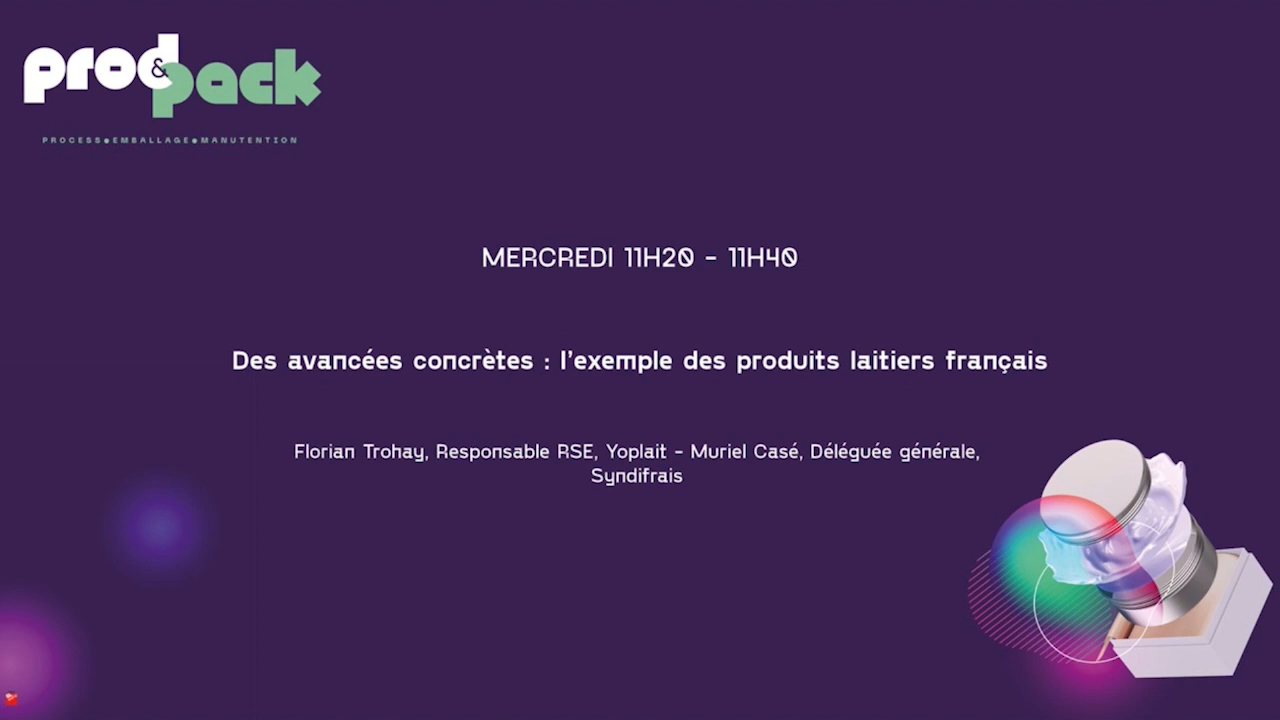 prod&pack
PROCESS●EMBALLAGE●MANUTENTION
MERCREDI 11H20 - 11H40
Des avancées concrètes : l'exemple des produits laitiers français
Florian Trohay, Responsable RSE, Yoplait - Muriel Casé, Déléguée générale,
Syndifrais